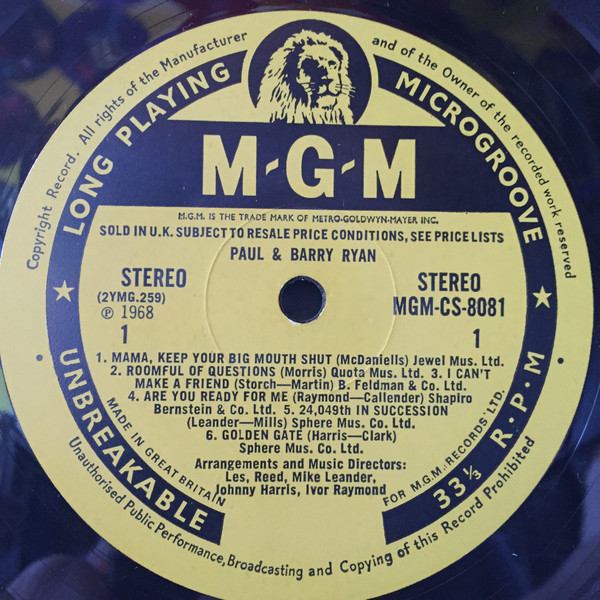 Copyright Record. All rights of the Manufacturer and of the Owner of the recorded work reserved
LONG PLAYING MICROGROOVE
M-G-M
M.G.M. IS THE TRADE MARK OF METRO-GOLDWYN-MAYER INC.
SOLD IN U.K. SUBJECT TO RESALE PRICE CONDITIONS, SEE PRICE LISTS
PAUL & BARRY RYAN
STEREO
(2YMG.259)
℗ 1968
1
STEREO
MGM-CS-8081
1
1. MAMA, KEEP YOUR BIG MOUTH SHUT (McDaniells) Jewel Mus. Ltd.
2. ROOMFUL OF QUESTIONS (Morris) Quota Mus. Ltd. 3. I CAN'T
MAKE A FRIEND (Storch—Martin) B. Feldman & Co. Ltd.
4. ARE YOU READY FOR ME (Raymond—Callender) Shapiro
Bernstein & Co. Ltd. 5. 24,049th IN SUCCESSION
(Leander—Mills) Sphere Mus. Co. Ltd.
6. GOLDEN GATE (Harris—Clark)
Sphere Mus. Co. Ltd.
Arrangements and Music Directors:
Les, Reed, Mike Leander,
Johnny Harris, Ivor Raymond
MADE IN GREAT BRITAIN
FOR M.G.M. RECORDS LTD.
UNBREAKABLE
33⅓ R·P·M
Unauthorised Public Performance, Broadcasting and Copying of this Record Prohibited